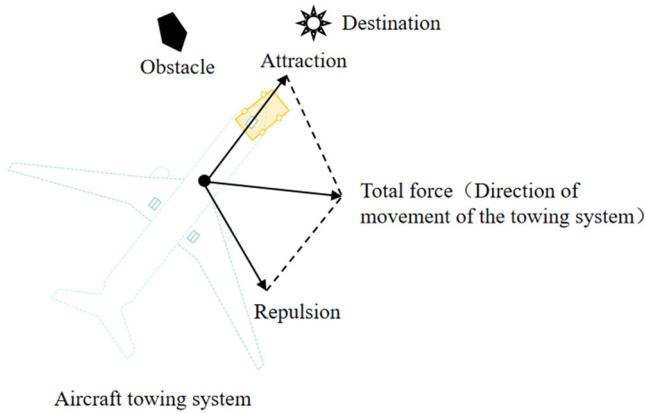 Destination
Attraction
Obstacle
Total force（Direction of
movement of the towing system）
Repulsion
Aircraft towing system